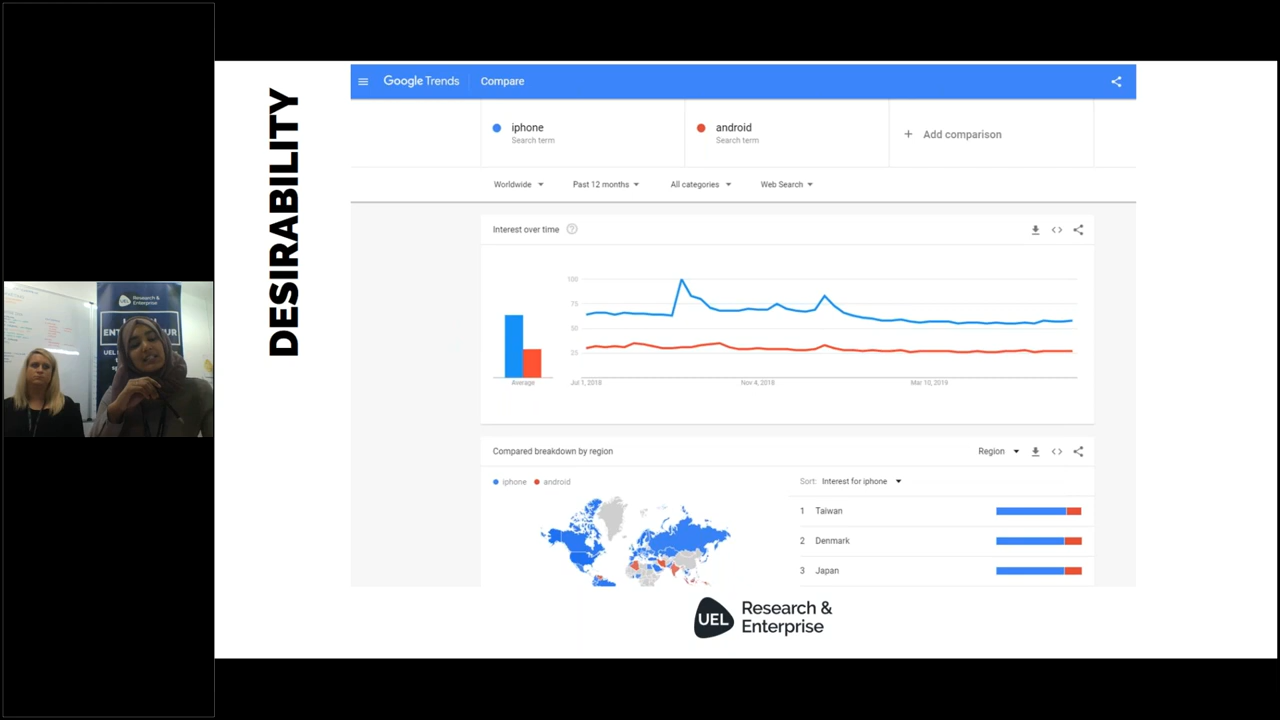 DESIRABILITY
Google Trends Compare
iphone
Search term
android
Search term
+ Add comparison
Worldwide Past 12 months All categories Web Search
Interest over time ?
100
75
50
25
Average
Jul 1, 2018 Nov 4, 2018 Mar 10, 2019
Compared breakdown by region Region
iphone android
Sort: Interest for iphone
1 Taiwan
2 Denmark
3 Japan
UEL Research &
Enterprise
UEL Research &
Enterprise